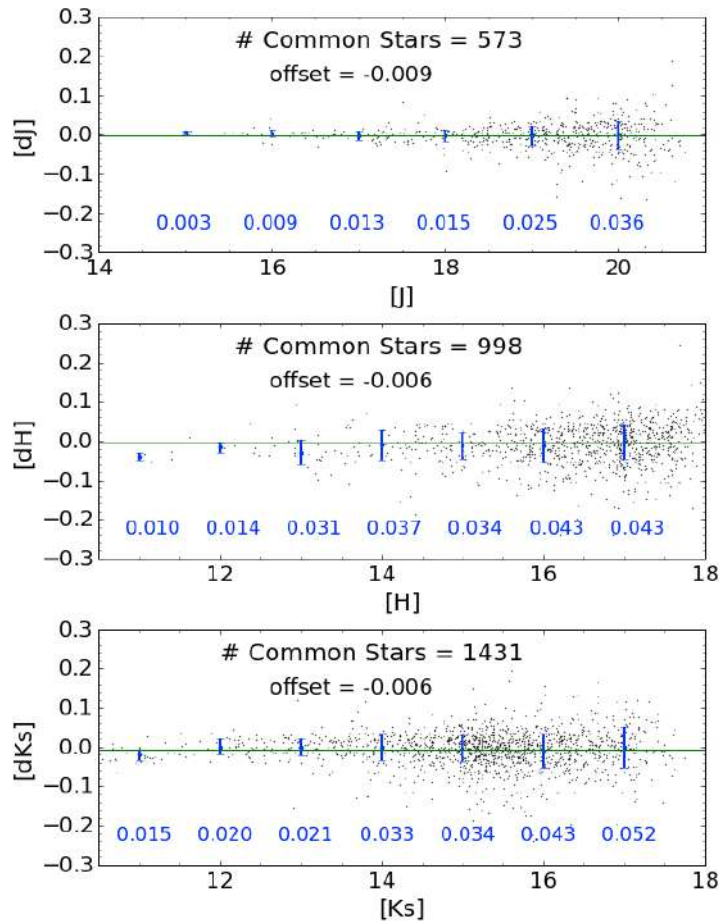 # Common Stars = 573
offset = -0.009
[dJ]
0.3
0.2
0.1
0.0
−0.1
−0.2
−0.3
0.003 0.009 0.013 0.015 0.025 0.036
14 16 18 20
[J]
# Common Stars = 998
offset = -0.006
[dH]
0.3
0.2
0.1
0.0
−0.1
−0.2
−0.3
0.010 0.014 0.031 0.037 0.034 0.043 0.043
12 14 16 18
[H]
# Common Stars = 1431
offset = -0.006
[dKs]
0.3
0.2
0.1
0.0
−0.1
−0.2
−0.3
0.015 0.020 0.021 0.033 0.034 0.043 0.052
12 14 16 18
[Ks]